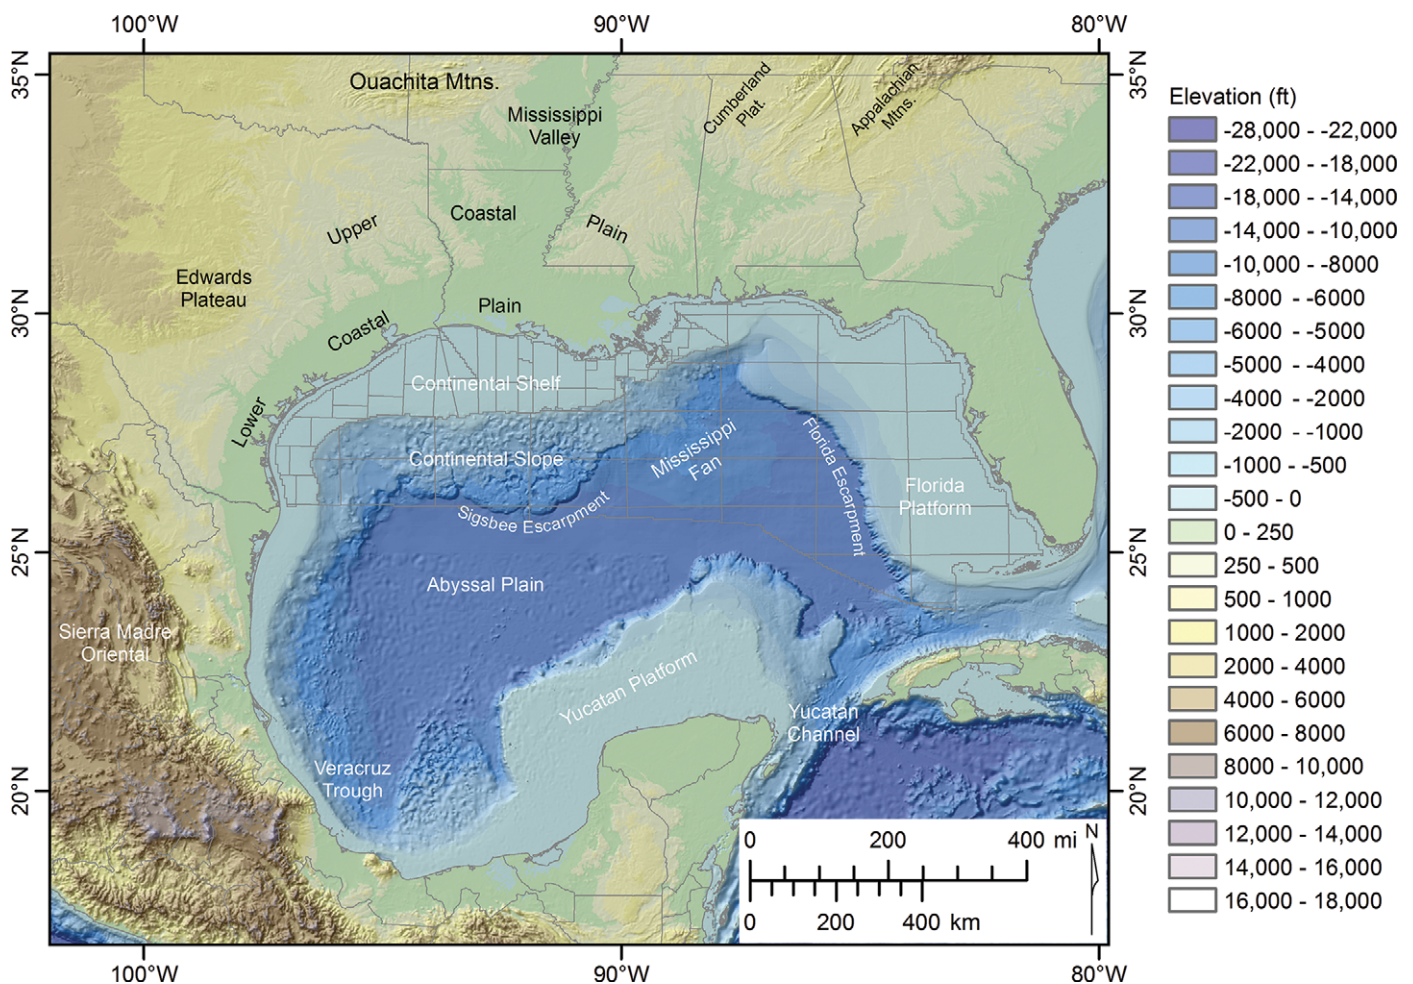 100°W
90°W
80°W
35°N
35°N
Ouachita Mtns.
Mississippi
Valley
Cumberland
Plat.
Appalachian
Mtns.
Coastal
Upper
Plain
Edwards
Plateau
30°N
30°N
Plain
Coastal
Lower
Continental Shelf
Continental Slope
Mississippi
Fan
Florida Escarpment
Florida
Platform
Sigsbee Escarpment
25°N
25°N
Abyssal Plain
Sierra Madre
Oriental
Yucatan Platform
Yucatan
Channel
Veracruz
Trough
20°N
20°N
0 200 400 mi
N
0 200 400 km
100°W
90°W
80°W
Elevation (ft)
-28,000 - -22,000
-22,000 - -18,000
-18,000 - -14,000
-14,000 - -10,000
-10,000 - -8000
-8000 - -6000
-6000 - -5000
-5000 - -4000
-4000 - -2000
-2000 - -1000
-1000 - -500
-500 - 0
0 - 250
250 - 500
500 - 1000
1000 - 2000
2000 - 4000
4000 - 6000
6000 - 8000
8000 - 10,000
10,000 - 12,000
12,000 - 14,000
14,000 - 16,000
16,000 - 18,000